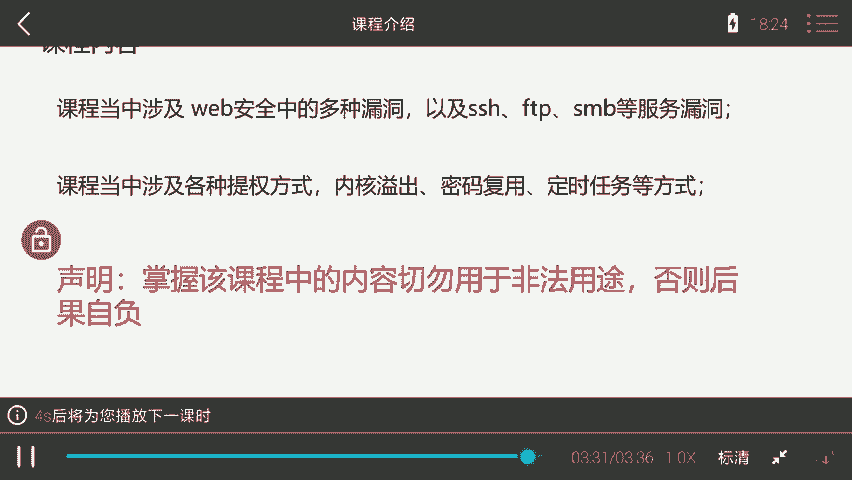 课程介绍
18:24
课程内容
课程当中涉及 web安全中的多种漏洞，以及ssh、ftp、smb等服务漏洞；
课程当中涉及各种提权方式，内核溢出、密码复用、定时任务等方式；
声明：掌握该课程中的内容切勿用于非法用途，否则后
果自负
4s后将为您播放下一课时
03:31/03:36 1.0X 标清